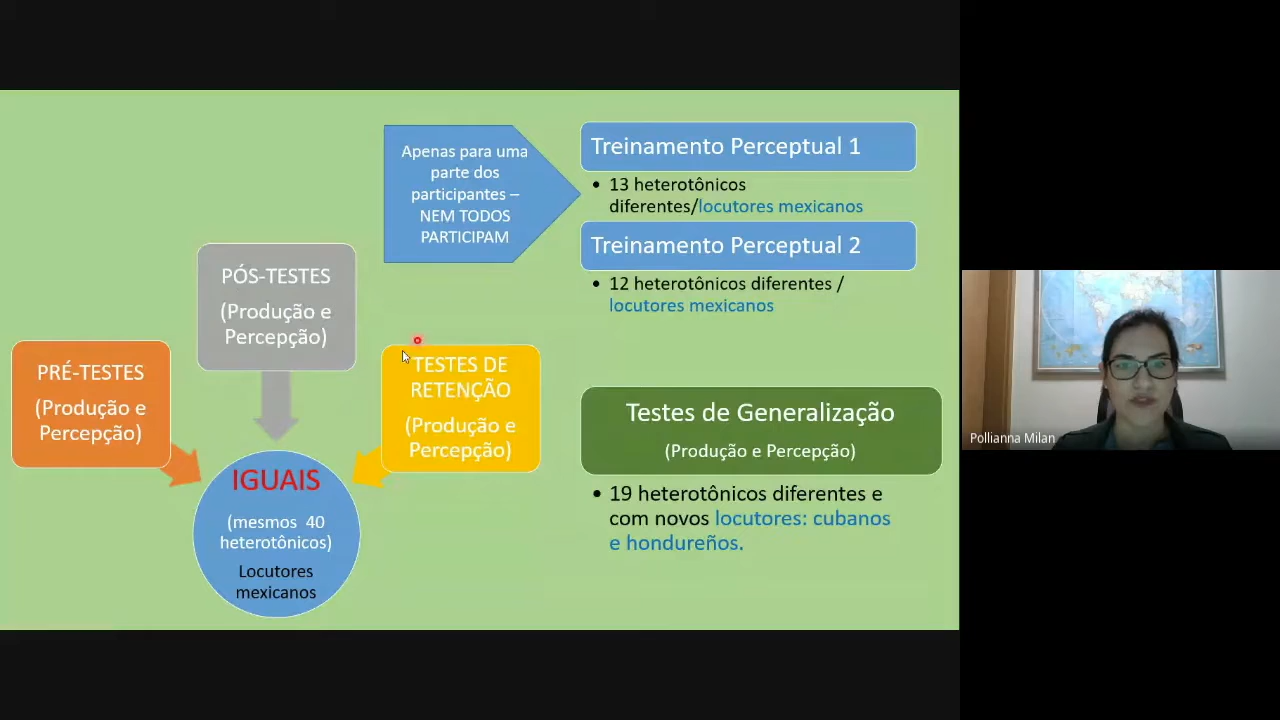 Apenas para uma
parte dos
participantes –
NEM TODOS
PARTICIPAM
Treinamento Perceptual 1
• 13 heterotônicos
diferentes/locutores mexicanos
Treinamento Perceptual 2
• 12 heterotônicos diferentes /
locutores mexicanos
PÓS-TESTES
(Produção e
Percepção)
PRÉ-TESTES
(Produção e
Percepção)
TESTES DE
RETENÇÃO
(Produção e
Percepção)
IGUAIS
(mesmos 40
heterotônicos)
Locutores
mexicanos
Testes de Generalização
(Produção e Percepção)
• 19 heterotônicos diferentes e
com novos locutores: cubanos
e hondureños.
Pollianna Milan